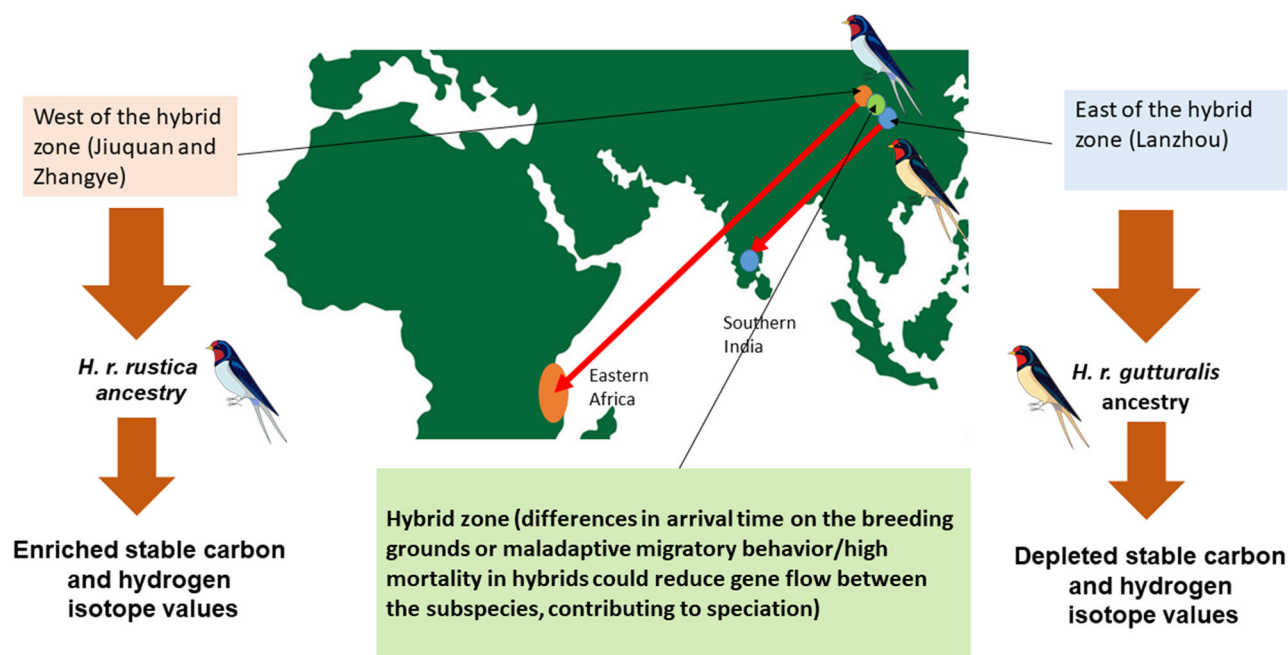 West of the hybrid
zone (Jiuquan and
Zhangye)
East of the hybrid
zone (Lanzhou)
H. r. rustica
ancestry
Southern
India
Eastern
Africa
H. r. gutturalis
ancestry
Enriched stable carbon
and hydrogen
isotope values
Hybrid zone (differences in arrival time on the breeding
grounds or maladaptive migratory behavior/high
mortality in hybrids could reduce gene flow between
the subspecies, contributing to speciation)
Depleted stable carbon
and hydrogen
isotope values